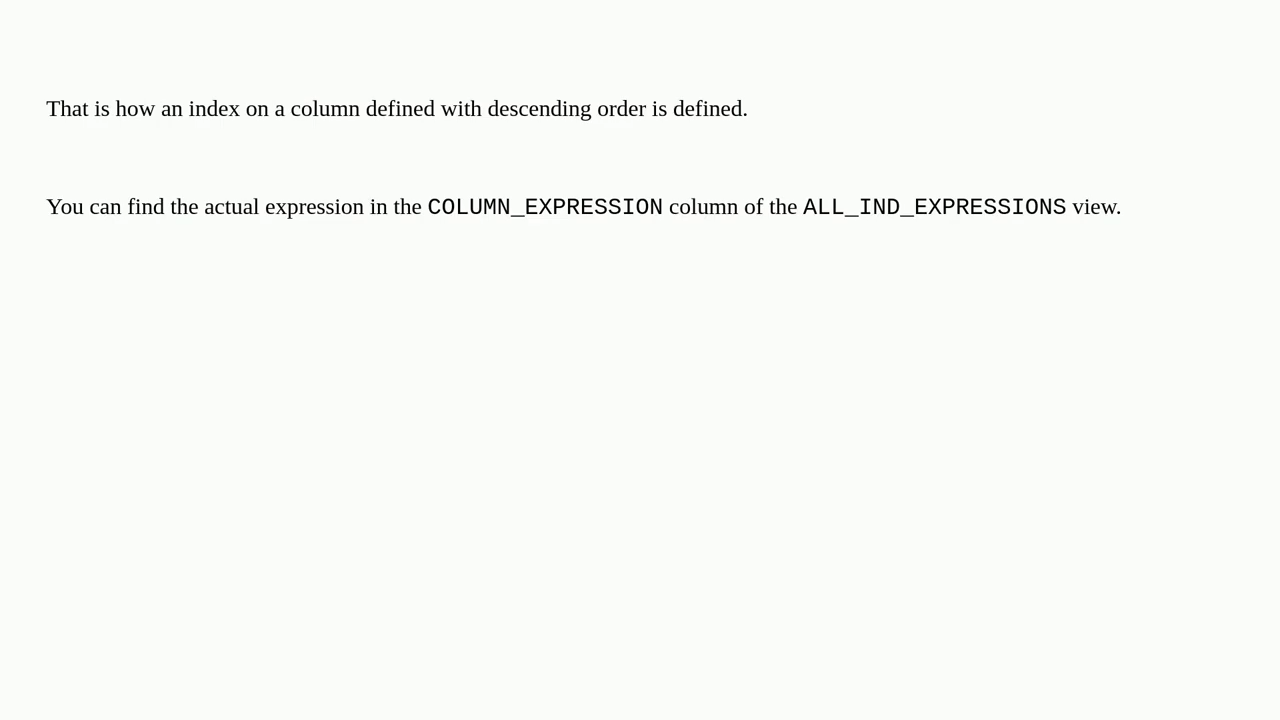 That is how an index on a column defined with descending order is defined.
You can find the actual expression in the COLUMN_EXPRESSION column of the ALL_IND_EXPRESSIONS view.